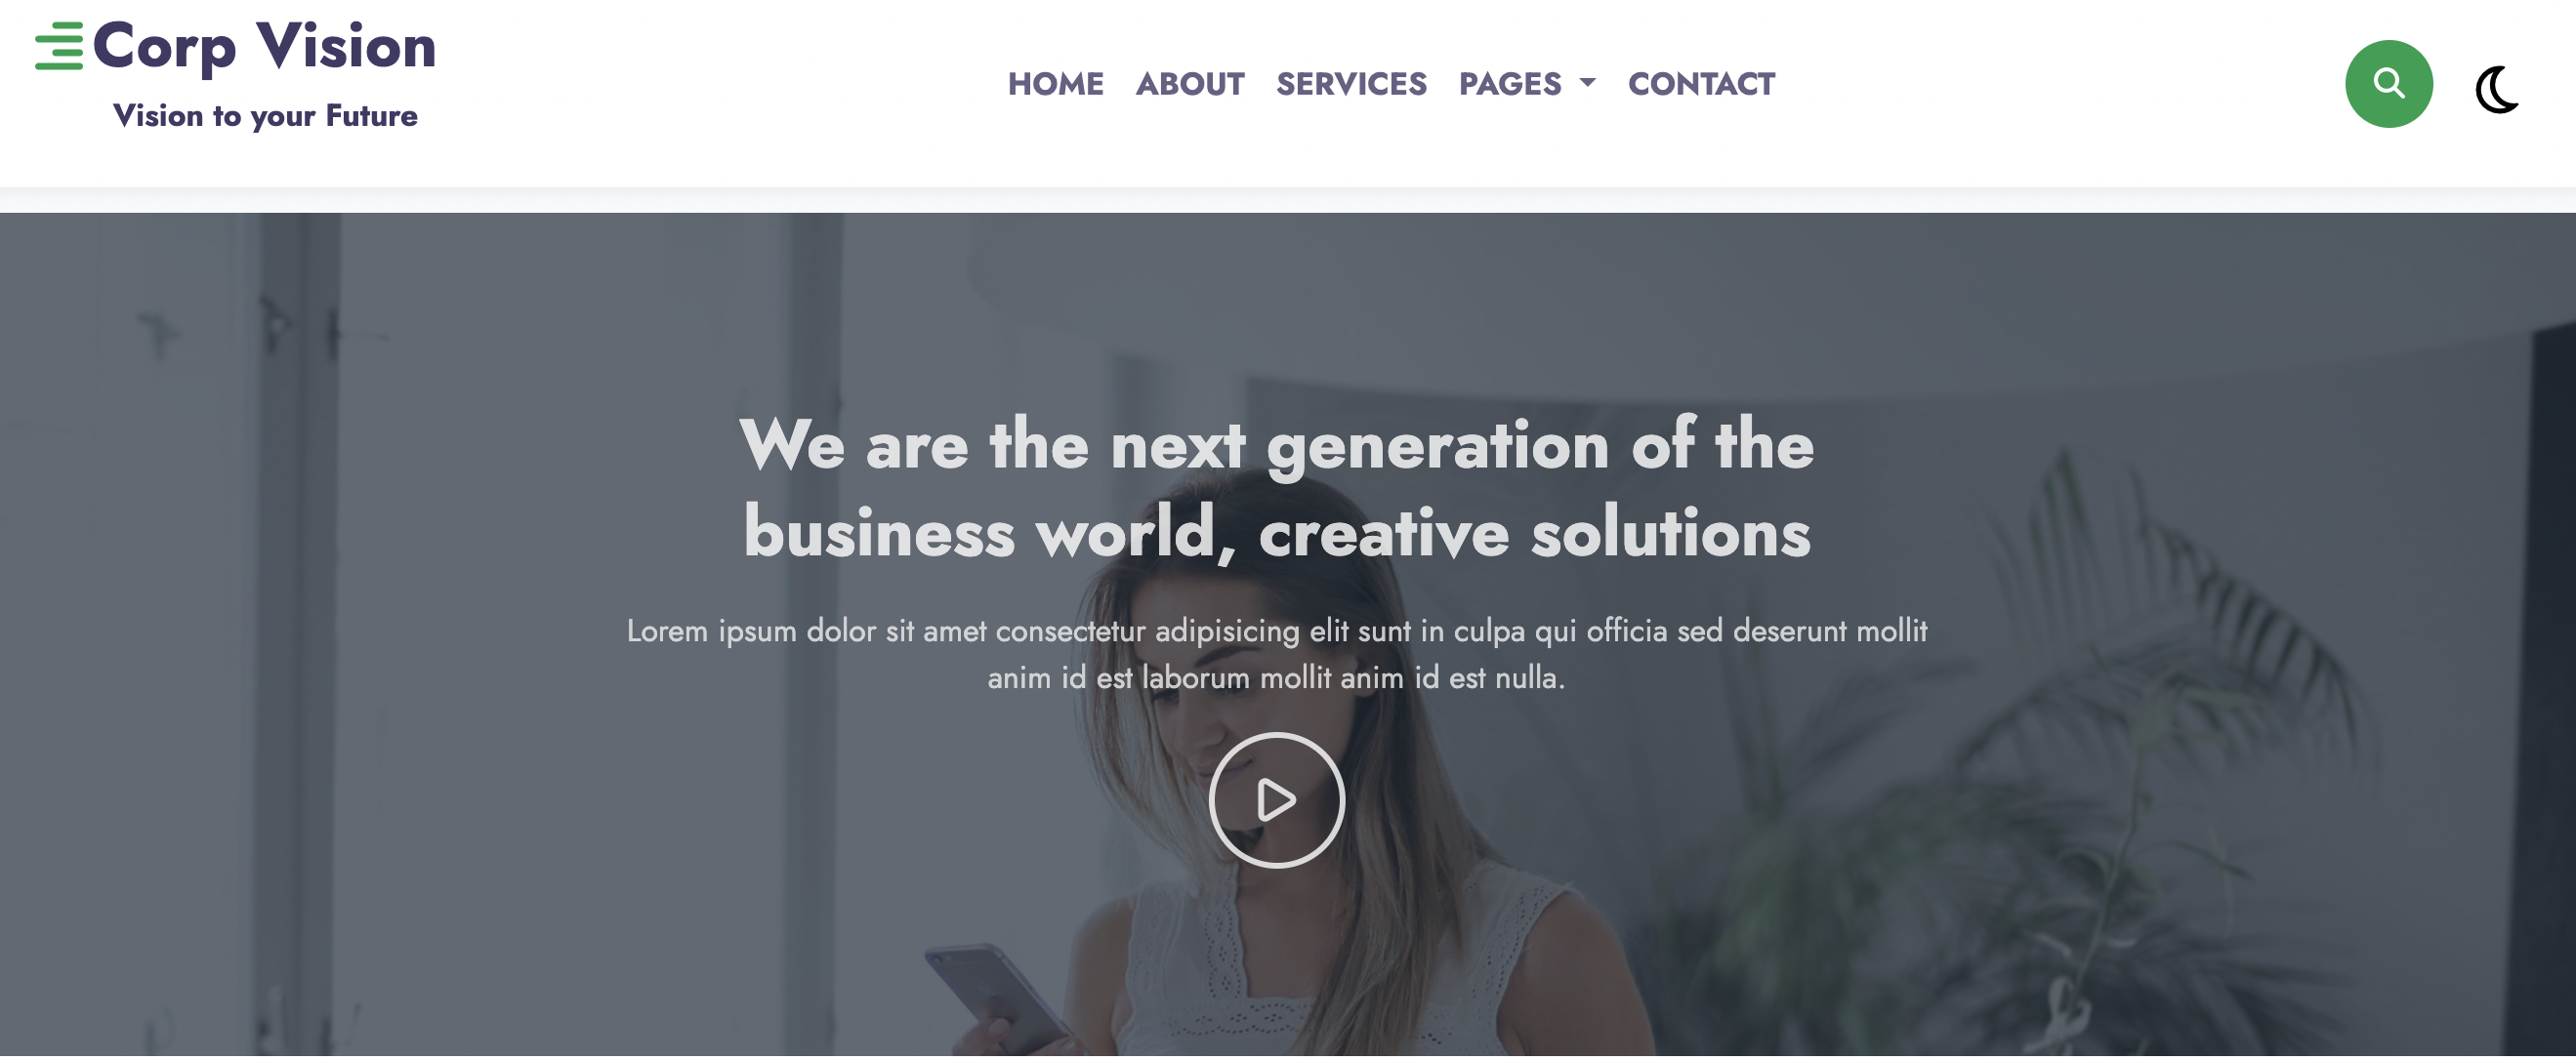 Corp Vision
Vision to your Future
HOME ABOUT SERVICES PAGES CONTACT
We are the next generation of the
business world, creative solutions
Lorem ipsum dolor sit amet consectetur adipisicing elit sunt in culpa qui officia sed deserunt mollit
anim id est laborum mollit anim id est nulla.